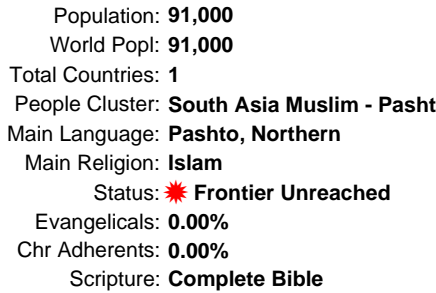 Population: 91,000
World Popl: 91,000
Total Countries: 1
People Cluster: South Asia Muslim - Pasht
Main Language: Pashto, Northern
Main Religion: Islam
Status: Frontier Unreached
Evangelicals: 0.00%
Chr Adherents: 0.00%
Scripture: Complete Bible